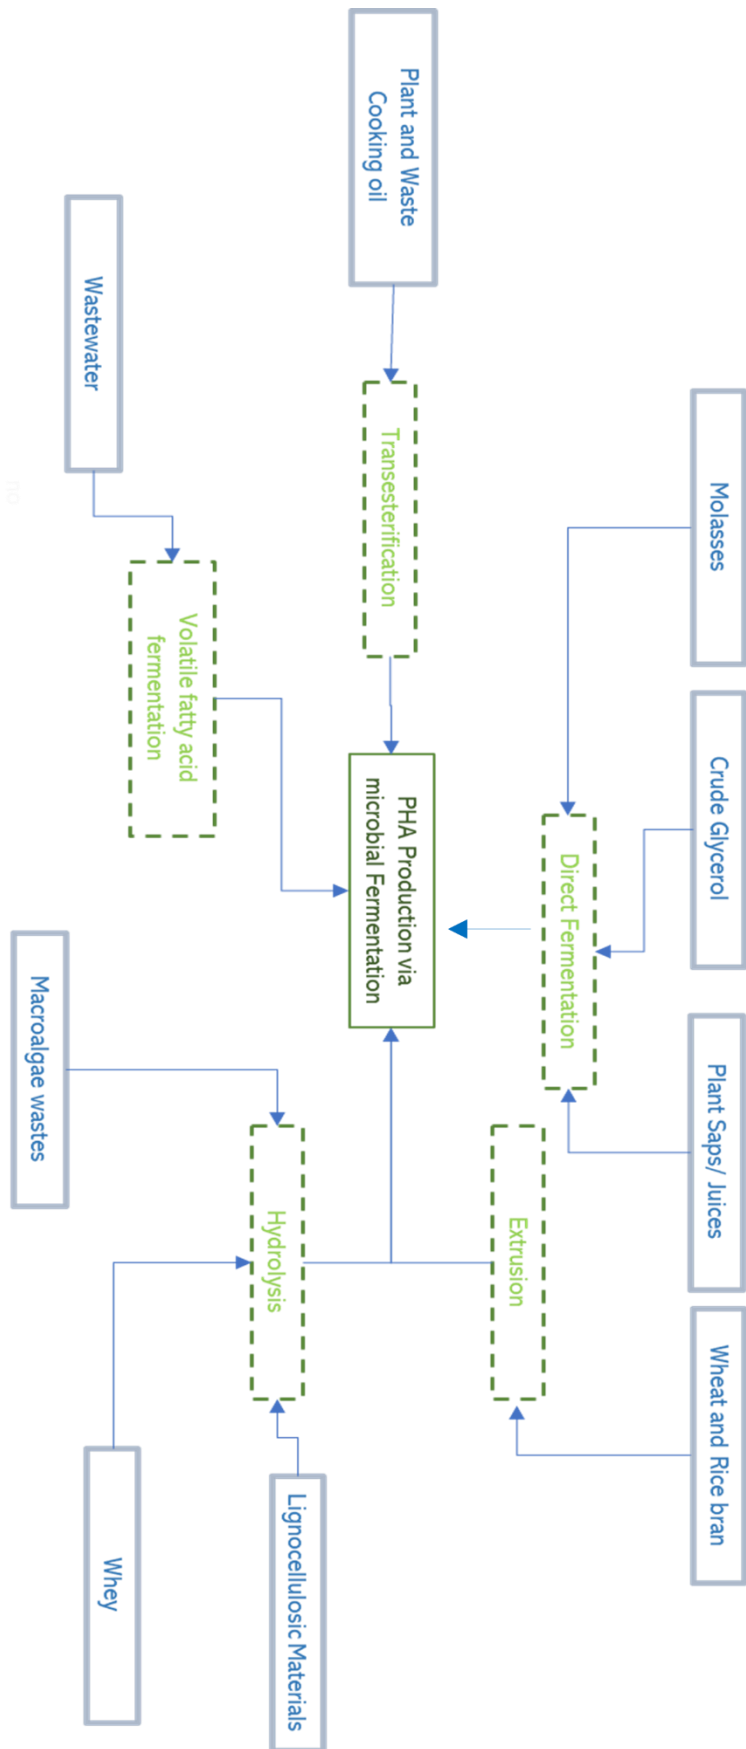 Molasses
Crude Glycerol
Plant Saps/ Juices
Wheat and Rice bran
Direct Fermentation
Extrusion
Plant and Waste
Cooking oil
Transesterification
PHA Production via
microbial Fermentation
Hydrolysis
Lignocellulosic Materials
Volatile fatty acid
fermentation
Wastewater
Macroalgae wastes
Whey